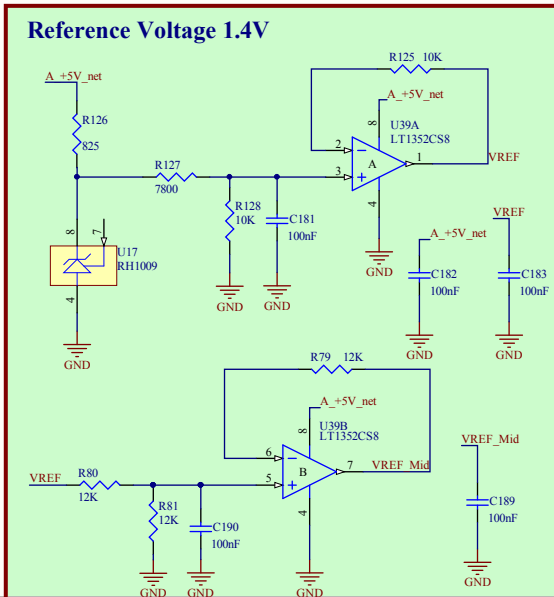 Reference Voltage 1.4V
A_+5V_net
R126
825
R127
7800
R128
10K
C181
100nF
GND
GND
8
7
U17
RH1009
4
GND
R125 10K
A_+5V_net
8
U39A
LT1352CS8
2
3
A
1
VREF
4
GND
A_+5V_net
C182
100nF
GND
VREF
C183
100nF
GND
R79 12K
A_+5V_net
8
U39B
LT1352CS8
6
5
B
7
VREF_Mid
4
GND
VREF
R80
12K
R81
12K
C190
100nF
GND
GND
VREF_Mid
C189
100nF
GND